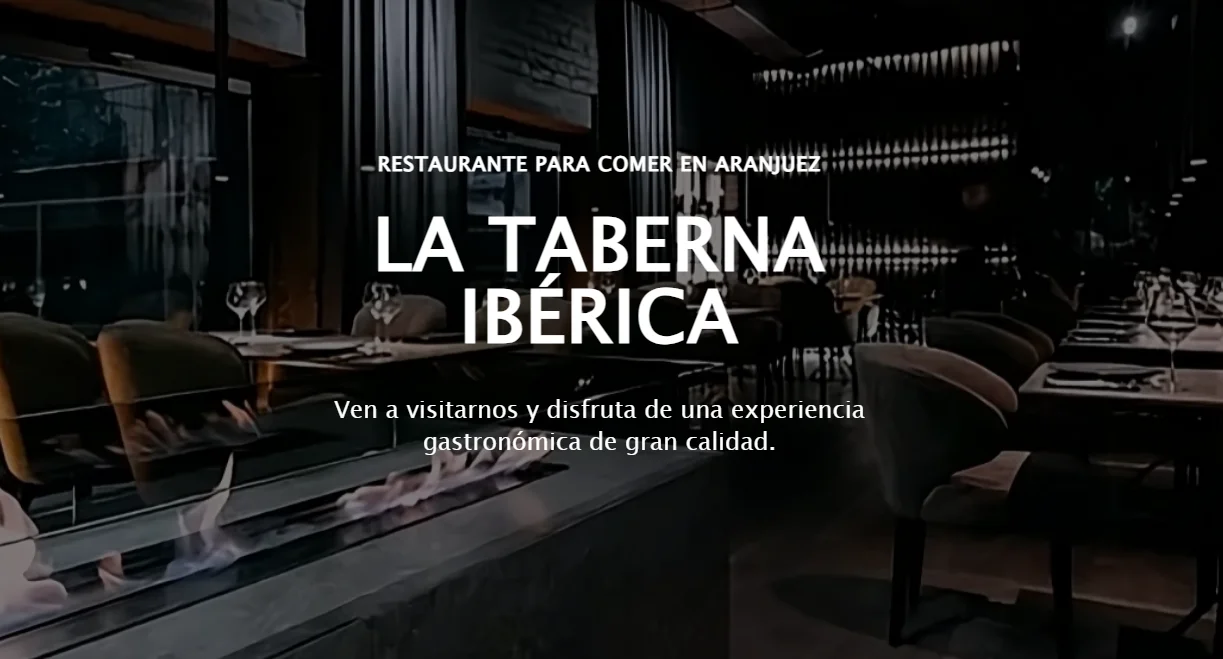 RESTAURANTE PARA COMER EN ARANJUEZ
LA TABERNA
IBÉRICA
Ven a visitarnos y disfruta de una experiencia
gastronómica de gran calidad.